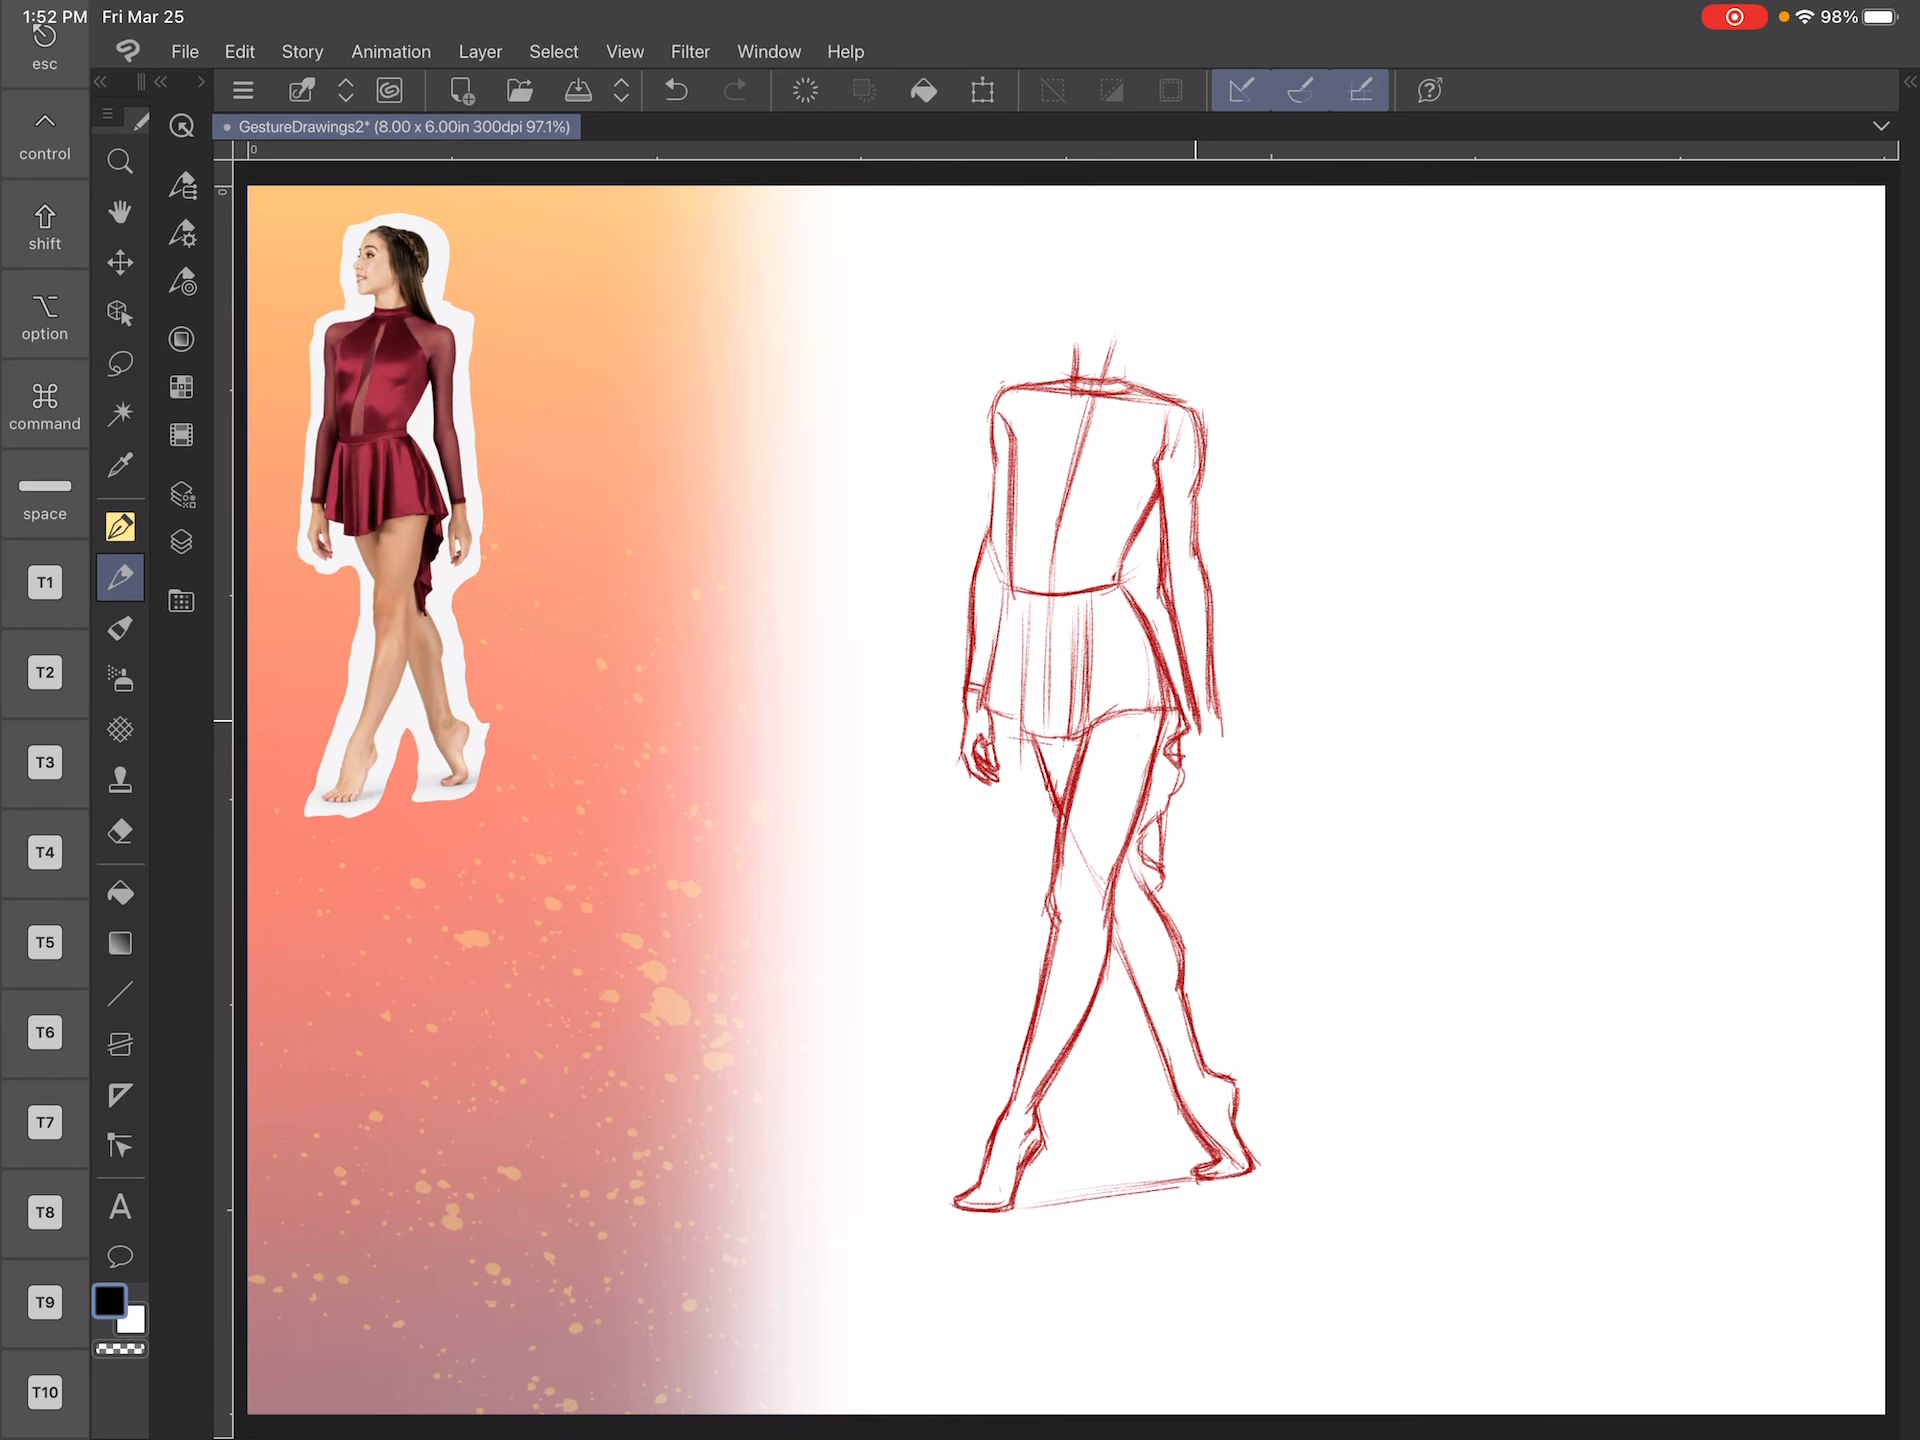 1:52 PM Fri Mar 25
98%
esc
File Edit Story Animation Layer Select View Filter Window Help
GestureDrawings2* (8.00 x 6.00in 300dpi 97.1%)
0
0
control
shift
option
command
space
T1
T2
T3
T4
T5
T6
T7
T8
T9
T10
A